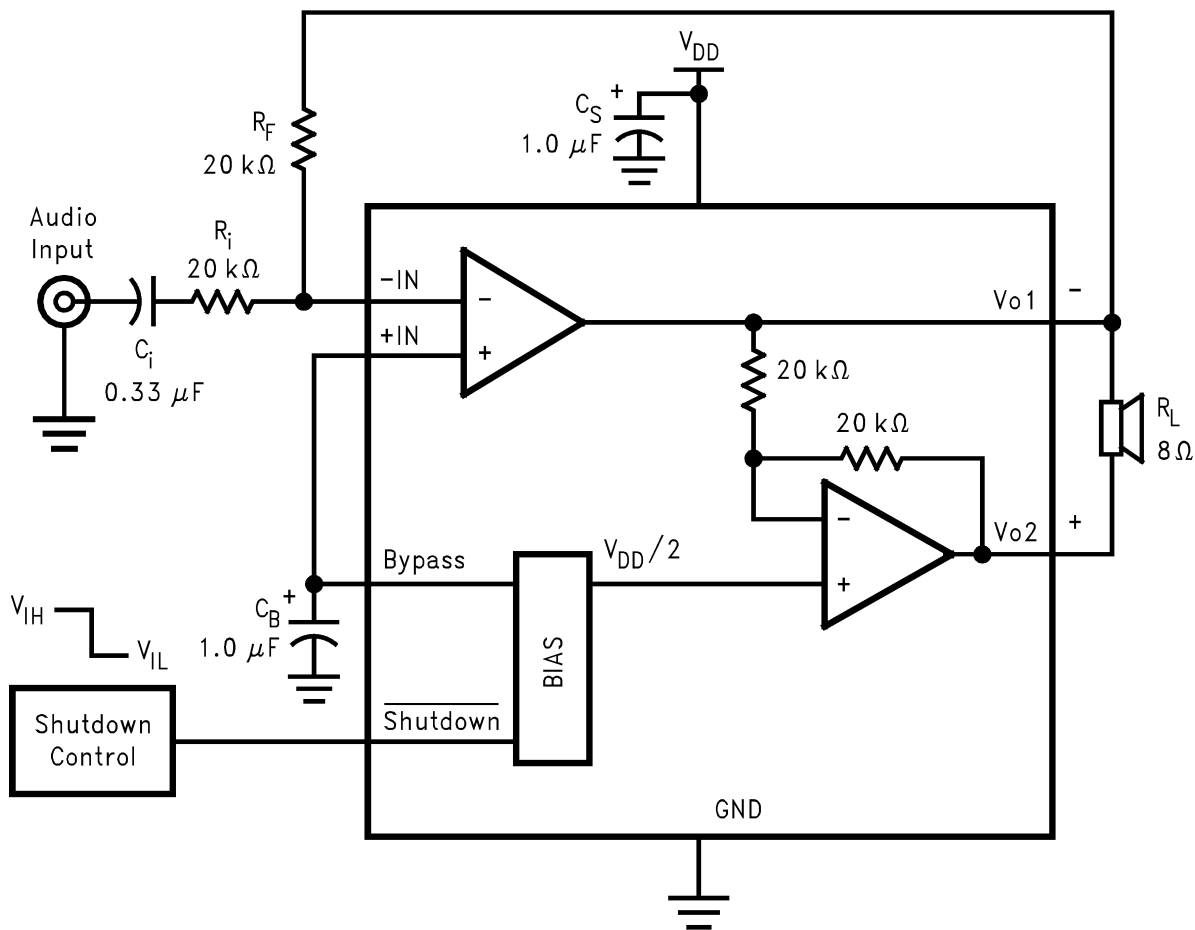 V_DD
C_S +
1.0 μF
R_F
20 kΩ
Audio
Input
R_i
20 kΩ
C_i
0.33 μF
−IN
+IN
−
+
Vo1
−
20 kΩ
20 kΩ
R_L
8Ω
−
+
Vo2
+
Bypass
V_DD/2
C_B +
1.0 μF
V_IH
V_IL
BIAS
Shutdown
Control
S̅h̅u̅t̅d̅o̅w̅n̅
GND